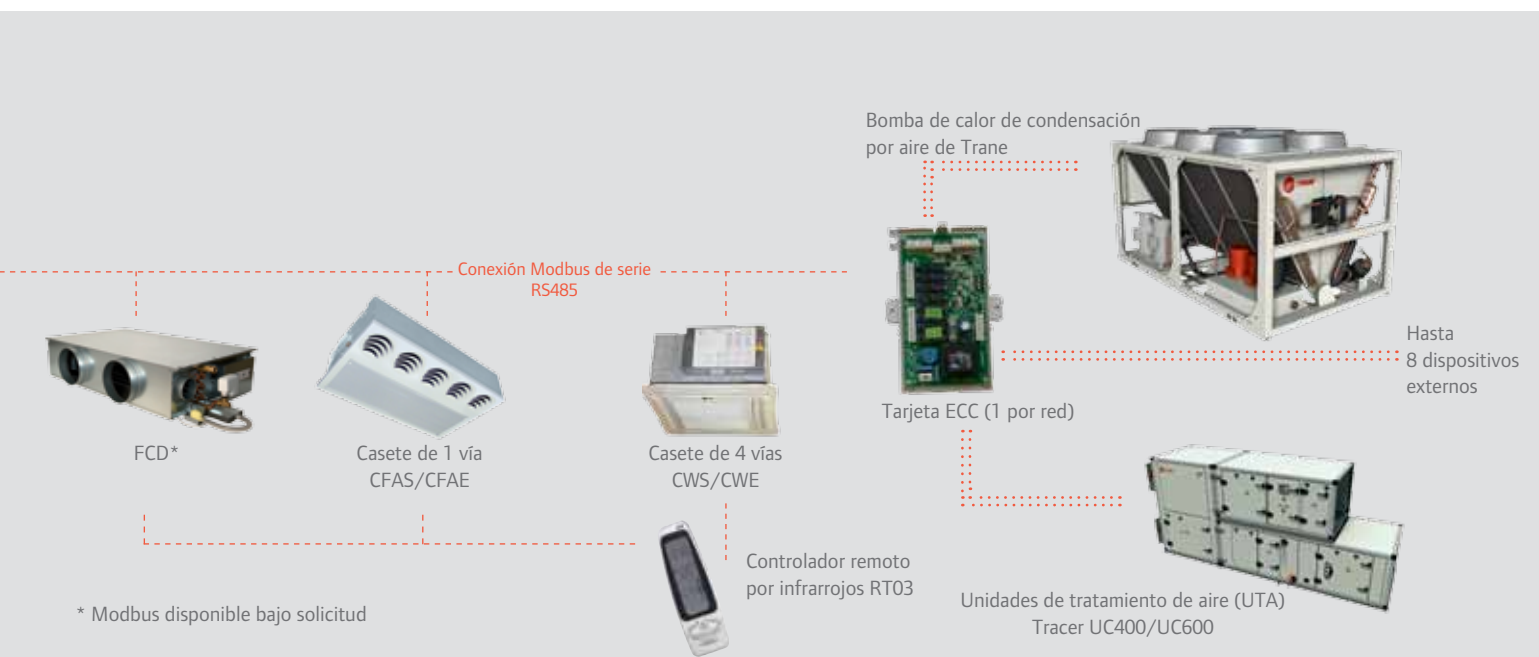 Bomba de calor de condensación
por aire de Trane
Conexión Modbus de serie
RS485
Hasta
8 dispositivos
externos
Tarjeta ECC (1 por red)
FCD*
Casete de 1 vía
CFAS/CFAE
Casete de 4 vías
CWS/CWE
Controlador remoto
por infrarrojos RT03
Unidades de tratamiento de aire (UTA)
Tracer UC400/UC600
* Modbus disponible bajo solicitud